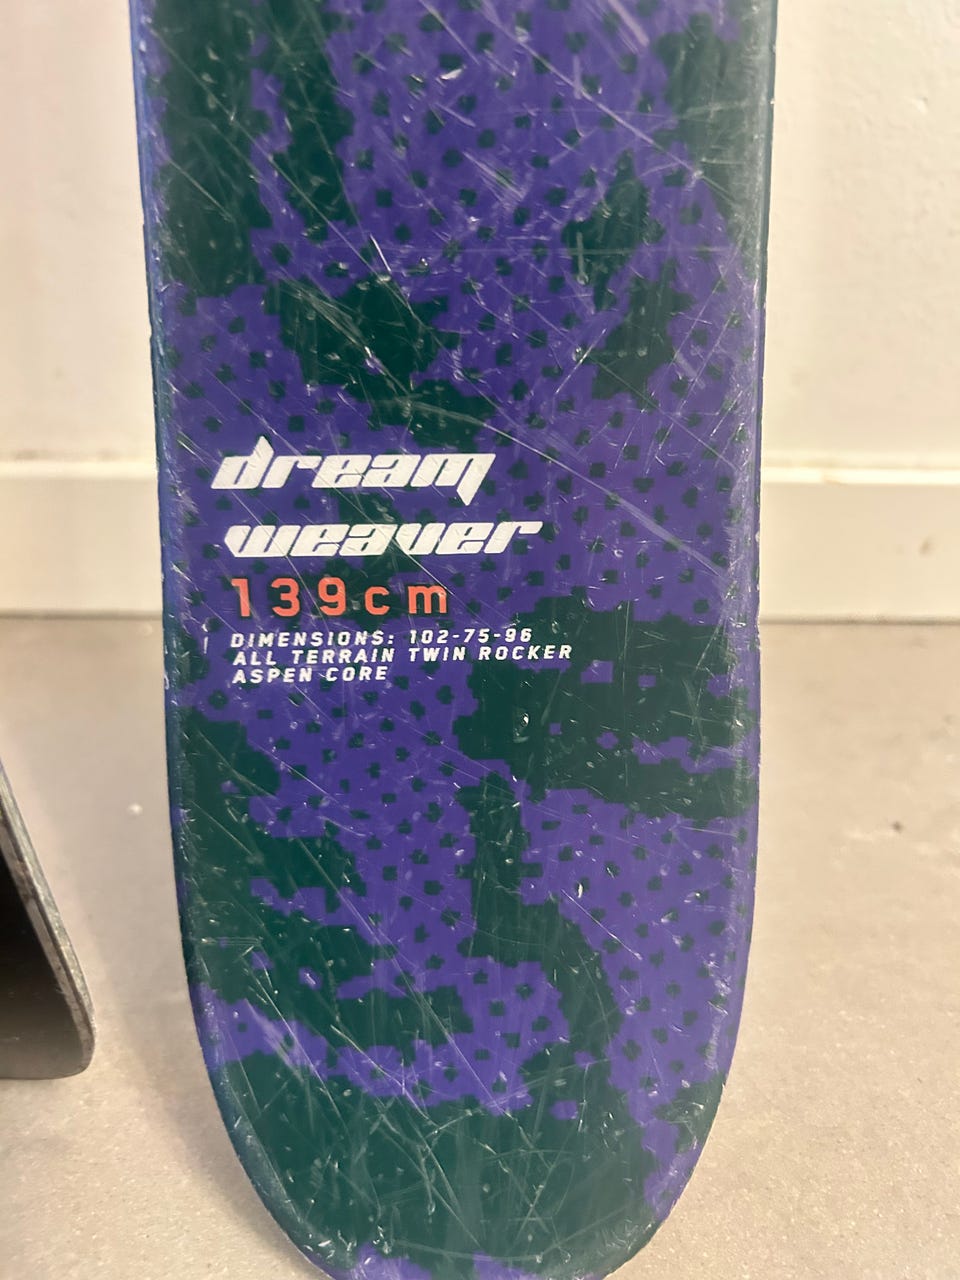 dream
weaver
139cm
DIMENSIONS: 102-75-96
ALL TERRAIN TWIN ROCKER
ASPEN CORE